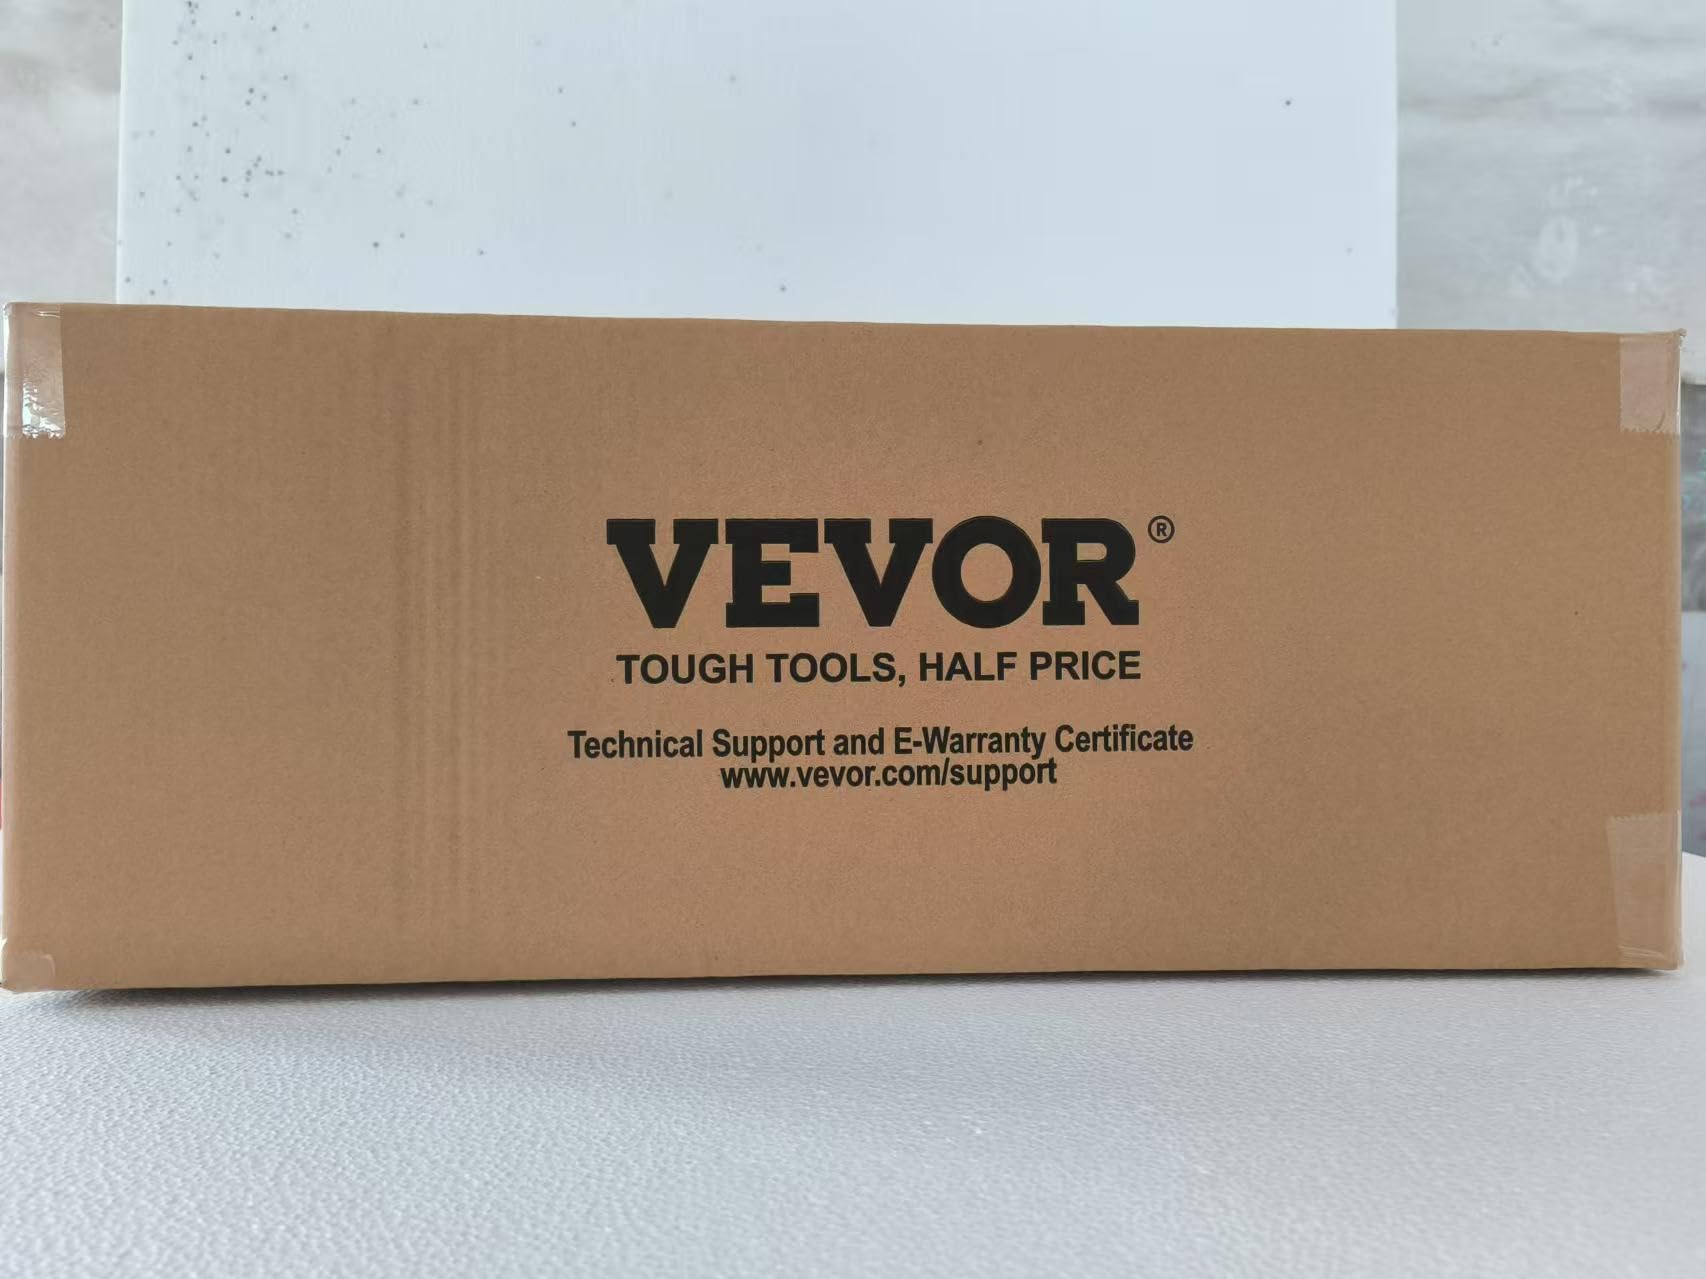 VEVOR®
TOUGH TOOLS, HALF PRICE
Technical Support and E-Warranty Certificate
www.vevor.com/support